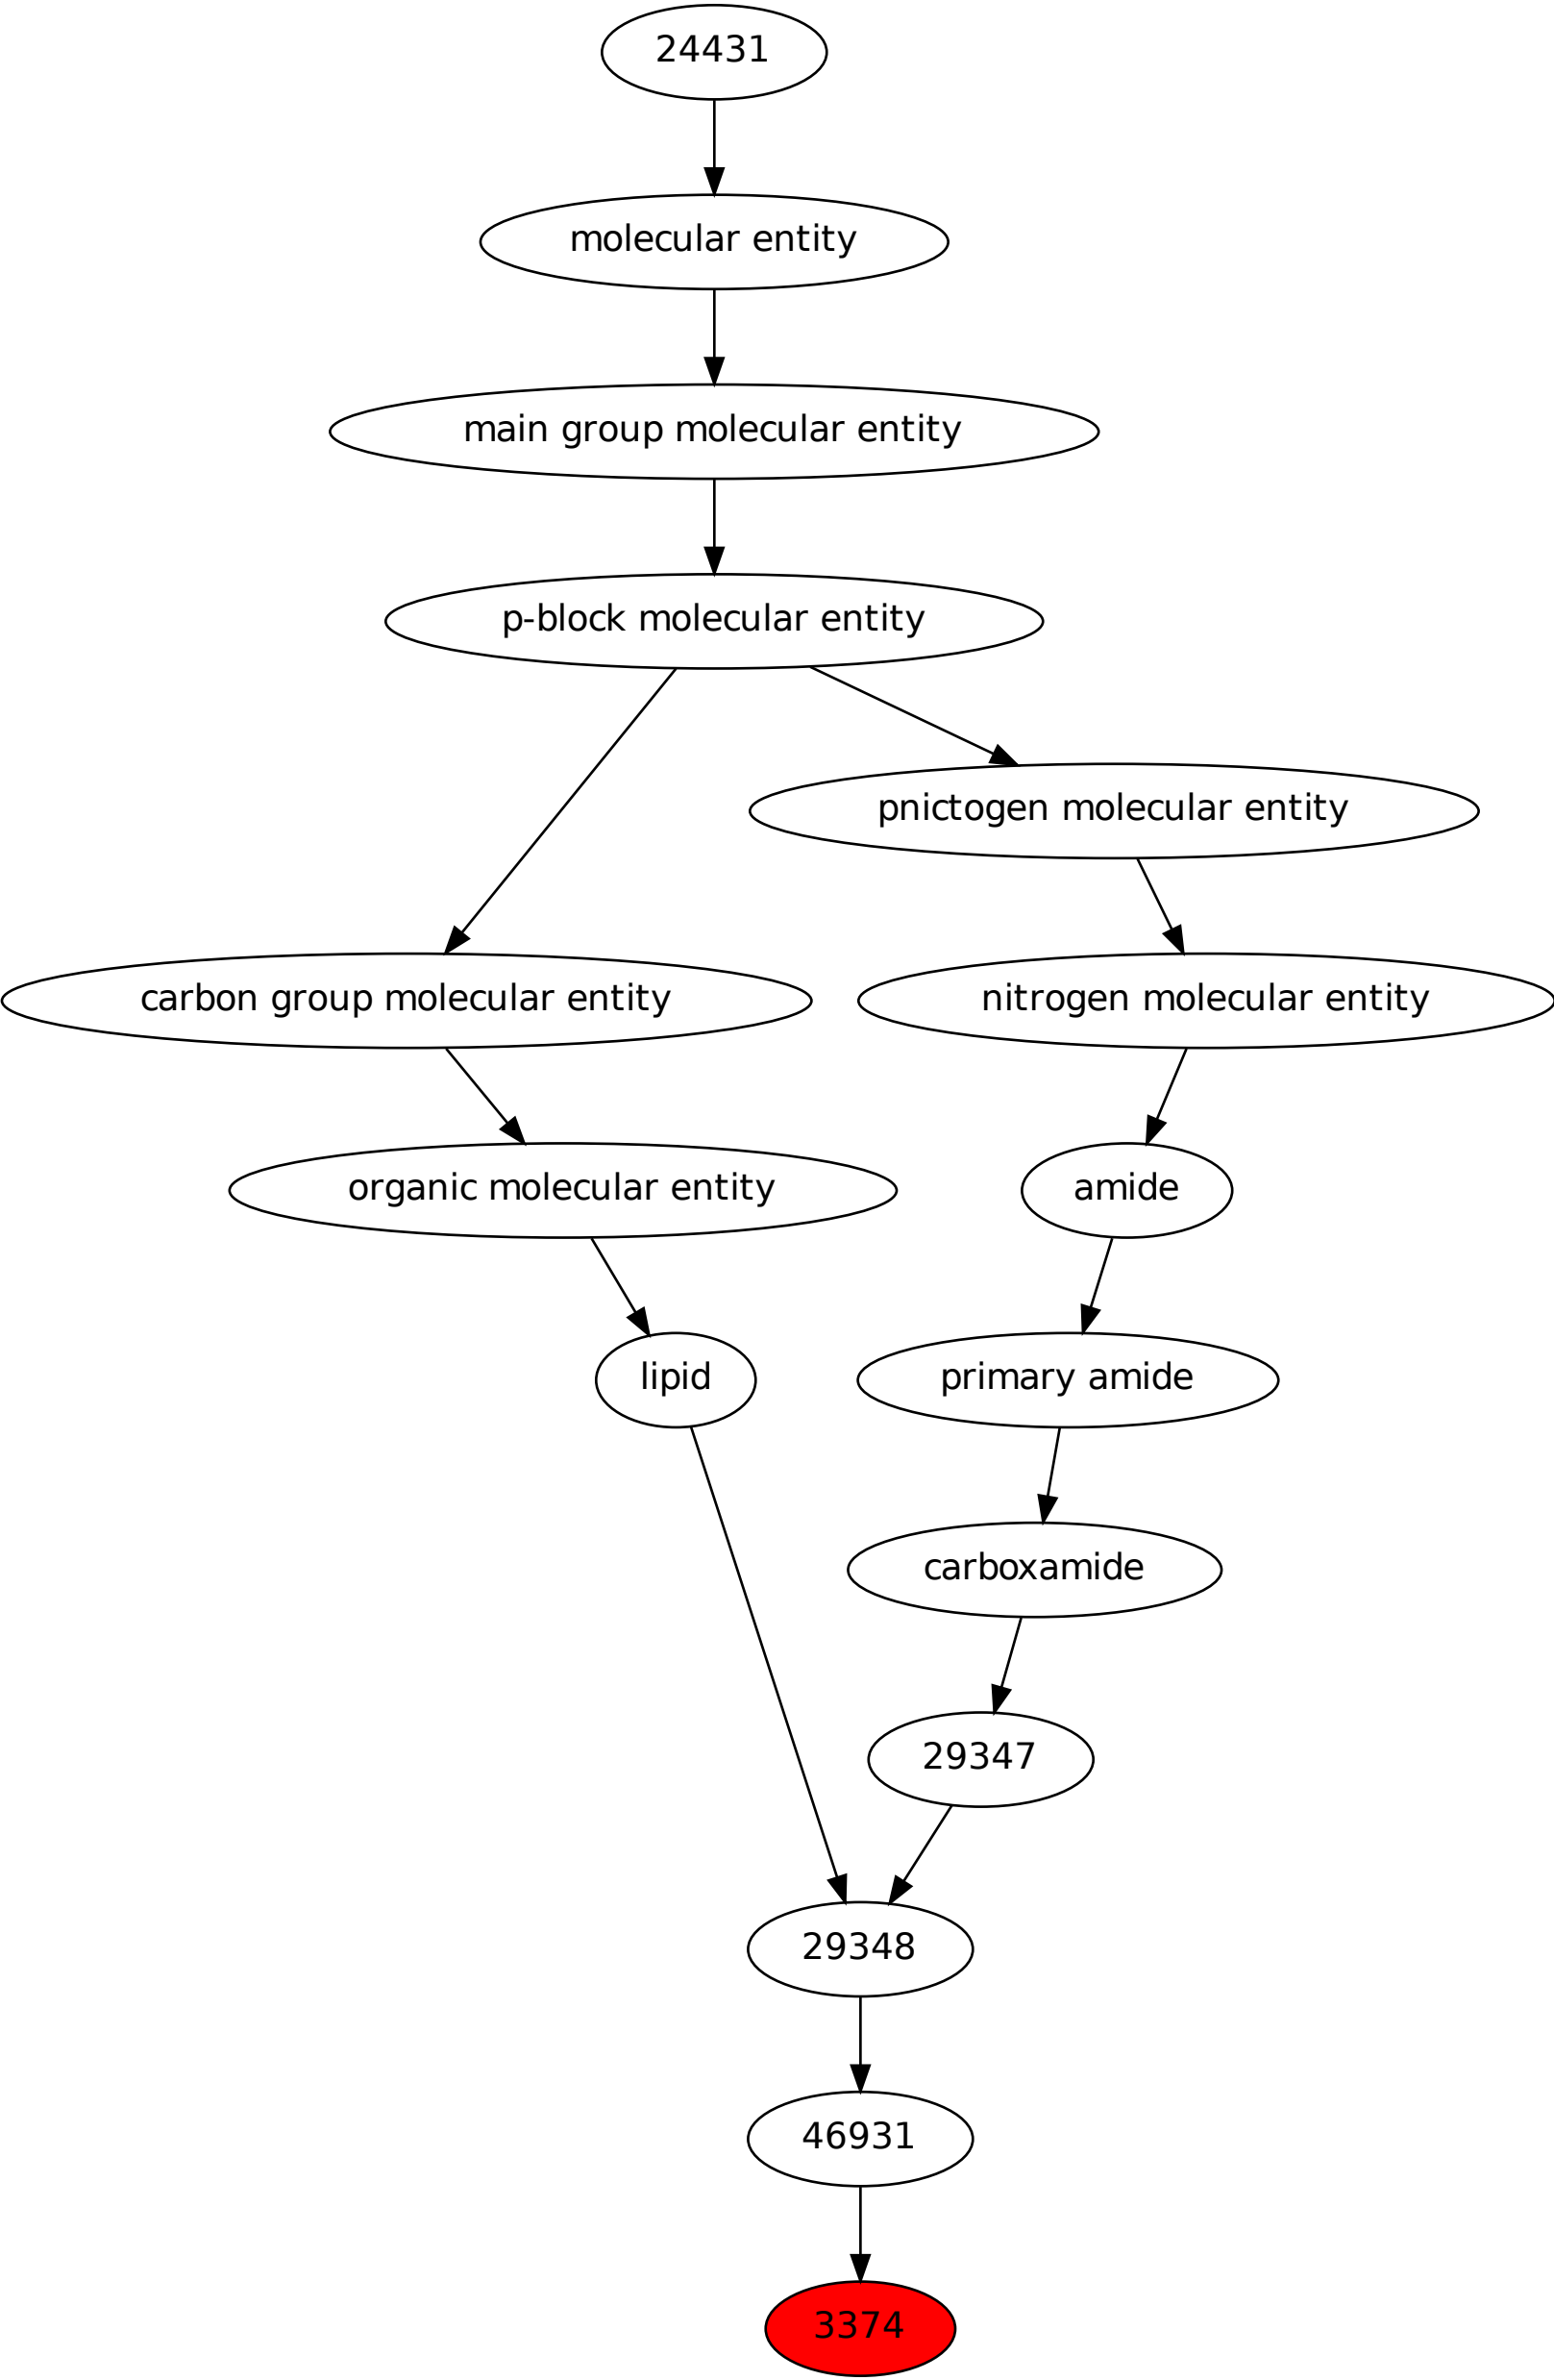 24431
molecular entity
main group molecular entity
p-block molecular entity
pnictogen molecular entity
carbon group molecular entity
nitrogen molecular entity
organic molecular entity
amide
lipid
primary amide
carboxamide
29347
29348
46931
3374